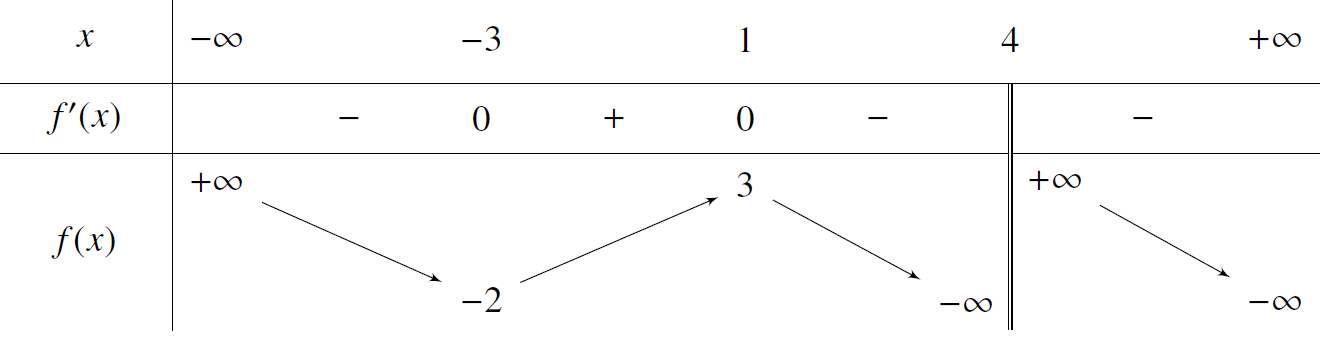 x −∞ −3 1 4 +∞
f′(x) − 0 + 0 − −
+∞ 3 +∞
f(x)
−2 −∞ −∞